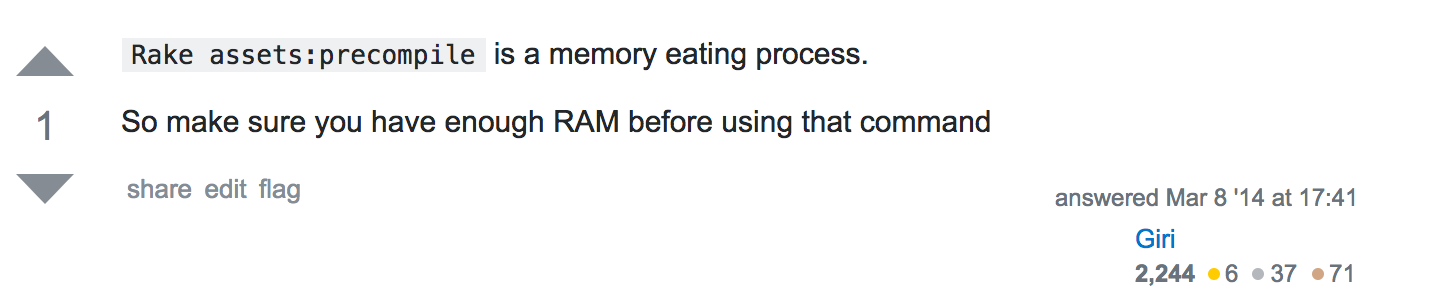 Rake assets:precompile is a memory eating process.
1
So make sure you have enough RAM before using that command
share edit flag
answered Mar 8 '14 at 17:41
Giri
2,244 6 37 71